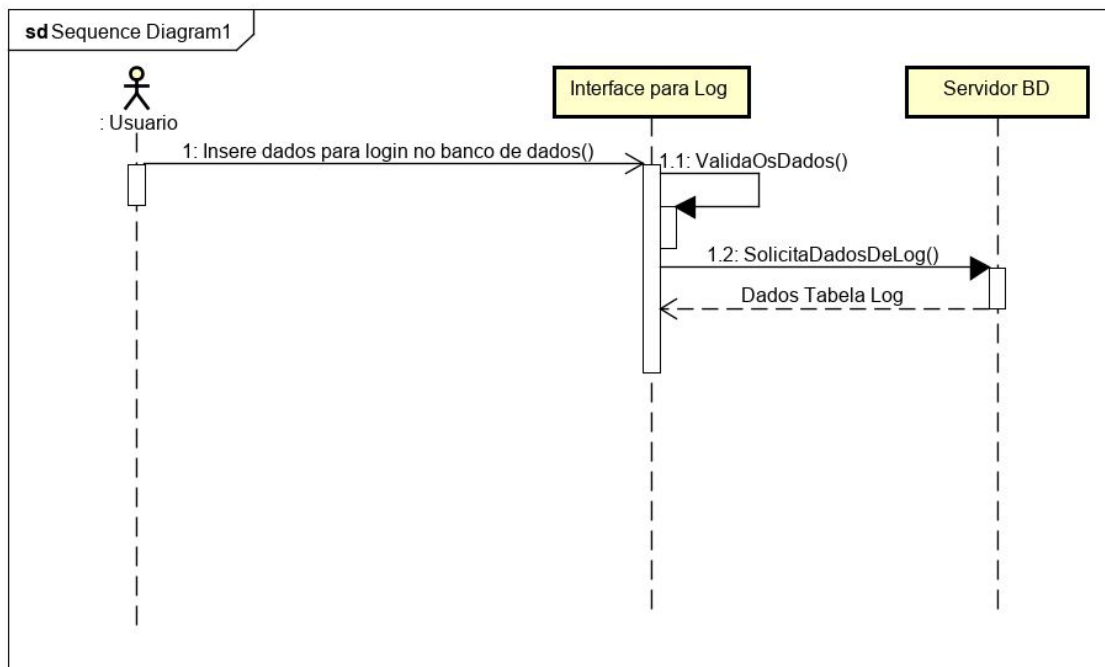 sd Sequence Diagram1
: Usuario
Interface para Log
Servidor BD
1: Insere dados para login no banco de dados()
1.1: ValidaOsDados()
1.2: SolicitaDadosDeLog()
Dados Tabela Log